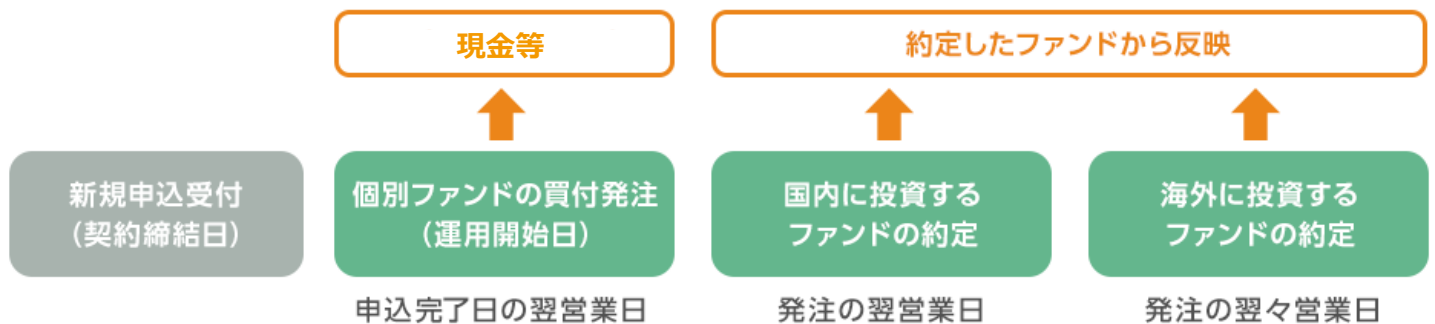 現金等
約定したファンドから反映
新規申込受付
（契約締結日）
個別ファンドの買付発注
（運用開始日）
国内に投資する
ファンドの約定
海外に投資する
ファンドの約定
申込完了日の翌営業日
発注の翌営業日
発注の翌々営業日